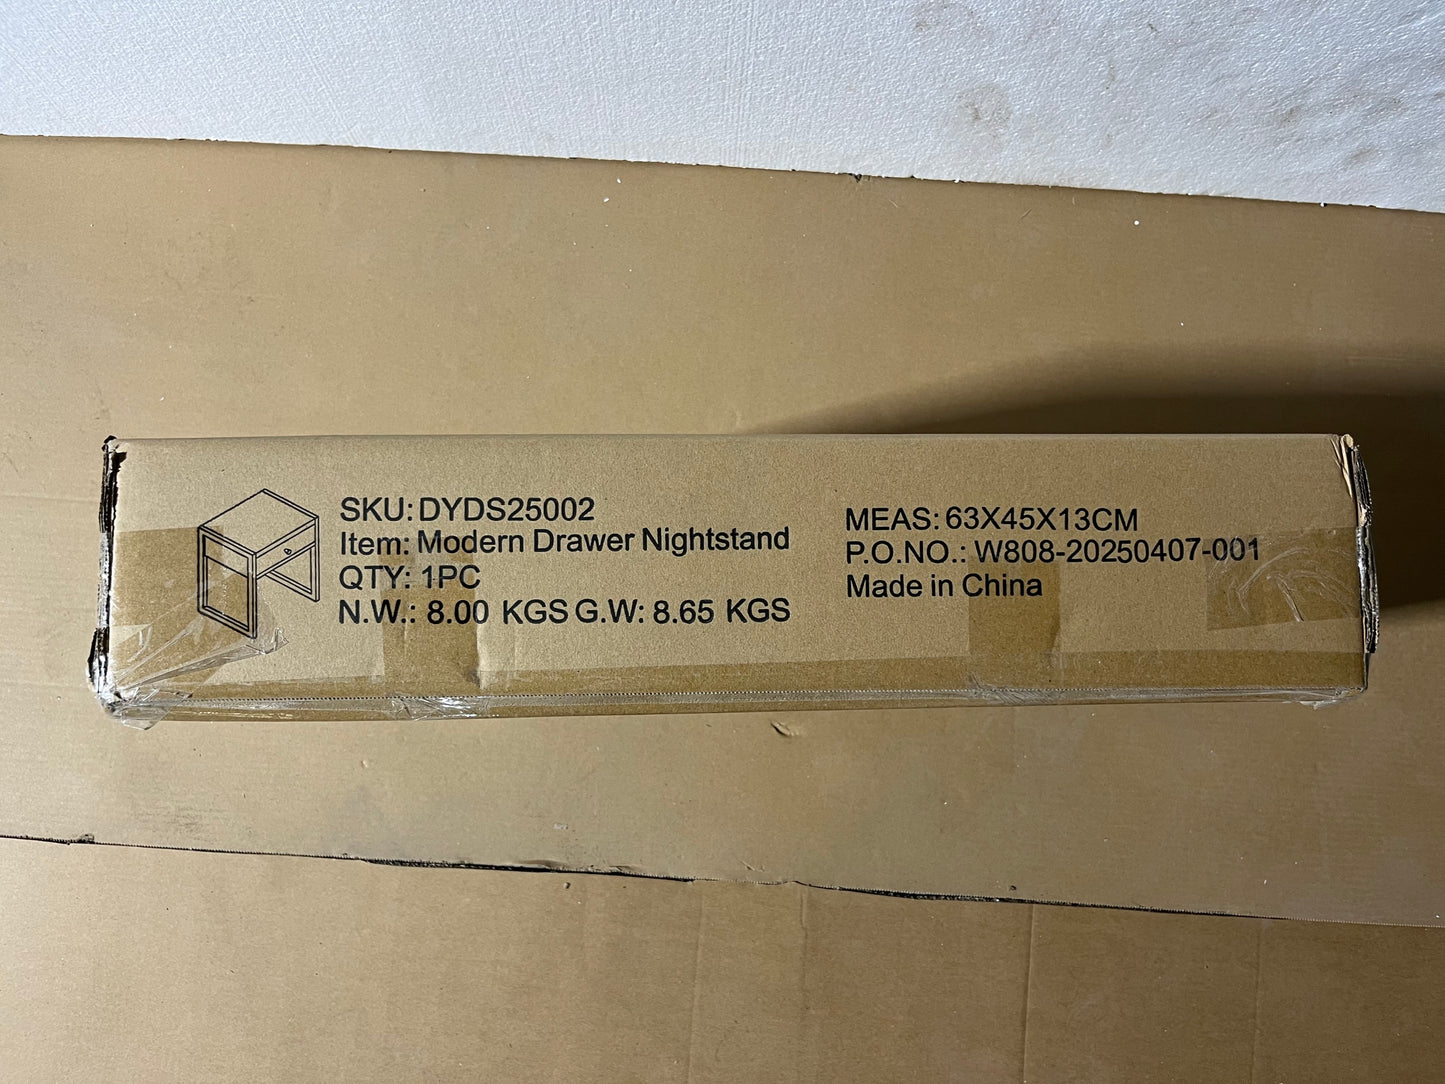 SKU: DYDS25002
Item: Modern Drawer Nightstand
QTY: 1PC
N.W.: 8.00 KGS G.W: 8.65 KGS
MEAS: 63X45X13CM
P.O.NO.: W808-20250407-001
Made in China